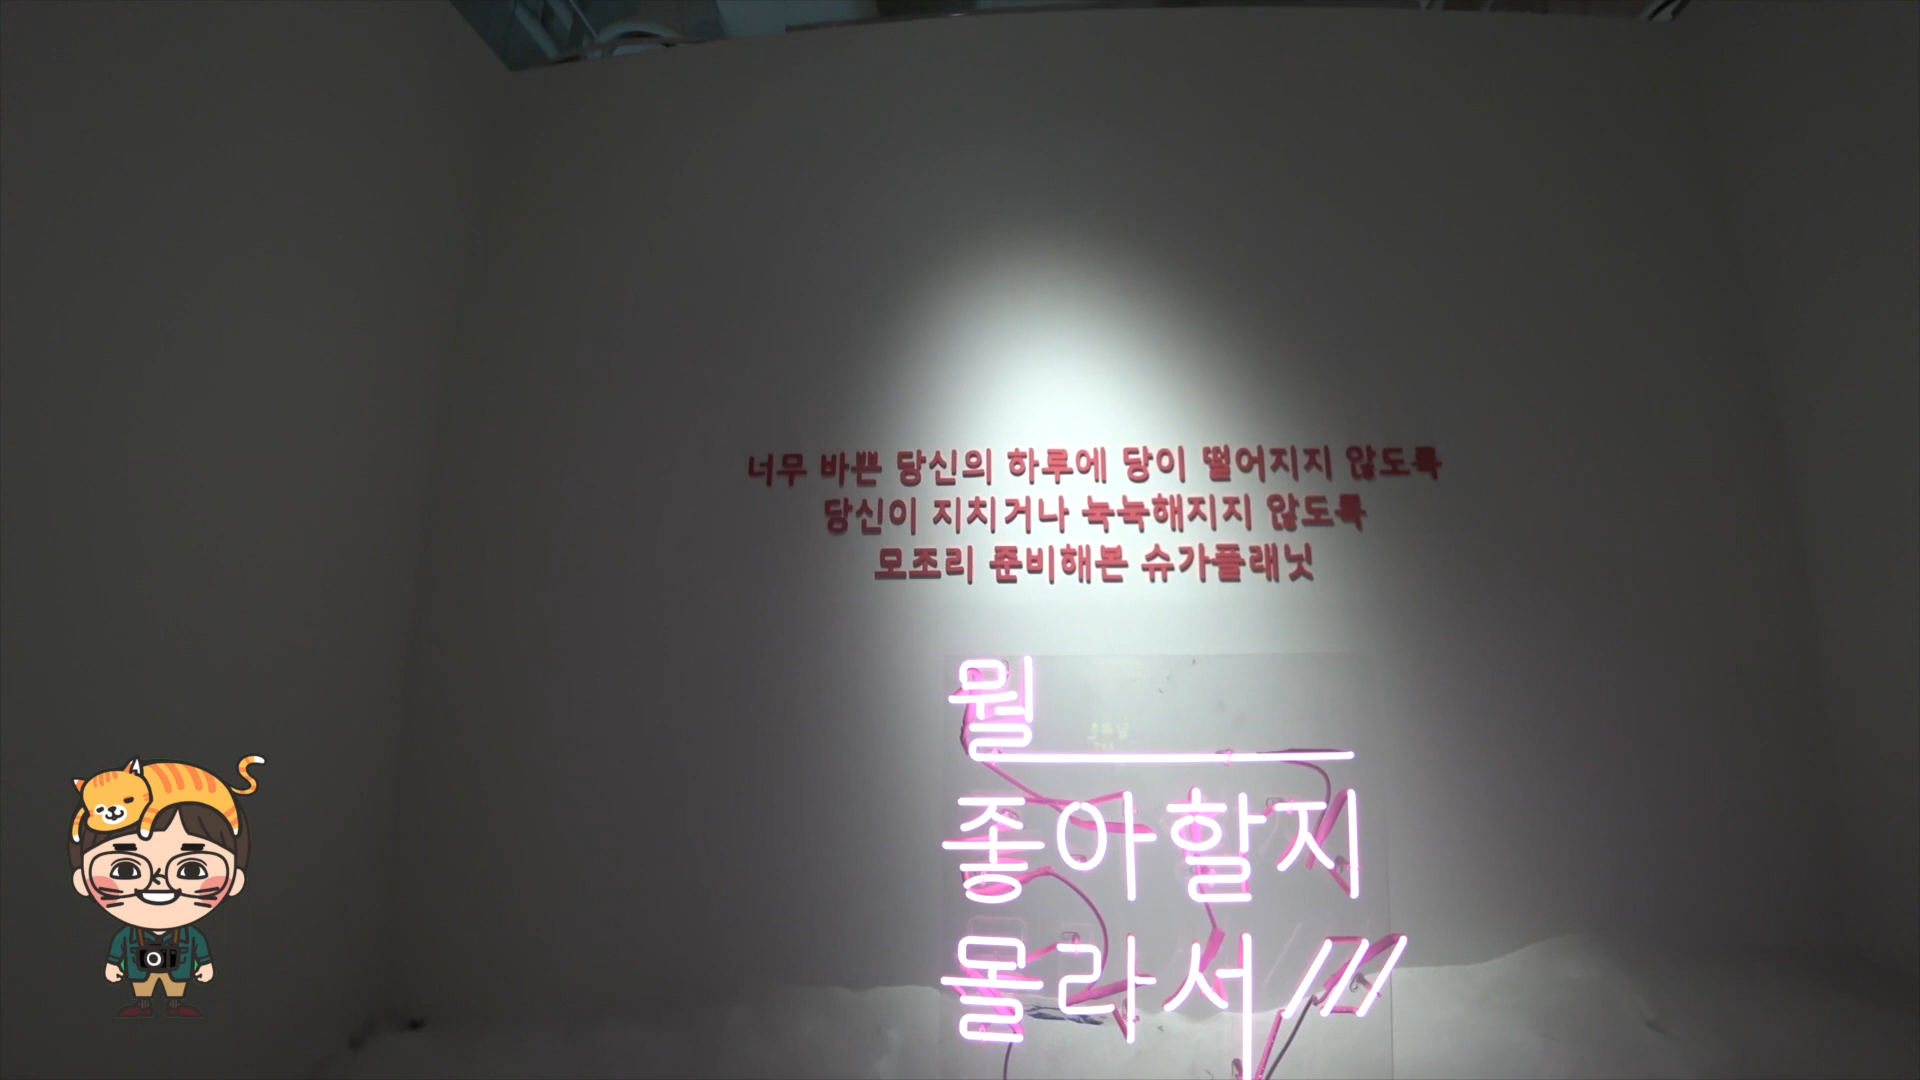 너무 바쁜 당신의 하루에 당이 떨어지지 않도록
당신이 지치거나 눅눅해지지 않도록
모조리 준비해본 슈가플래닛
뭘
좋아할지
몰라서 ///